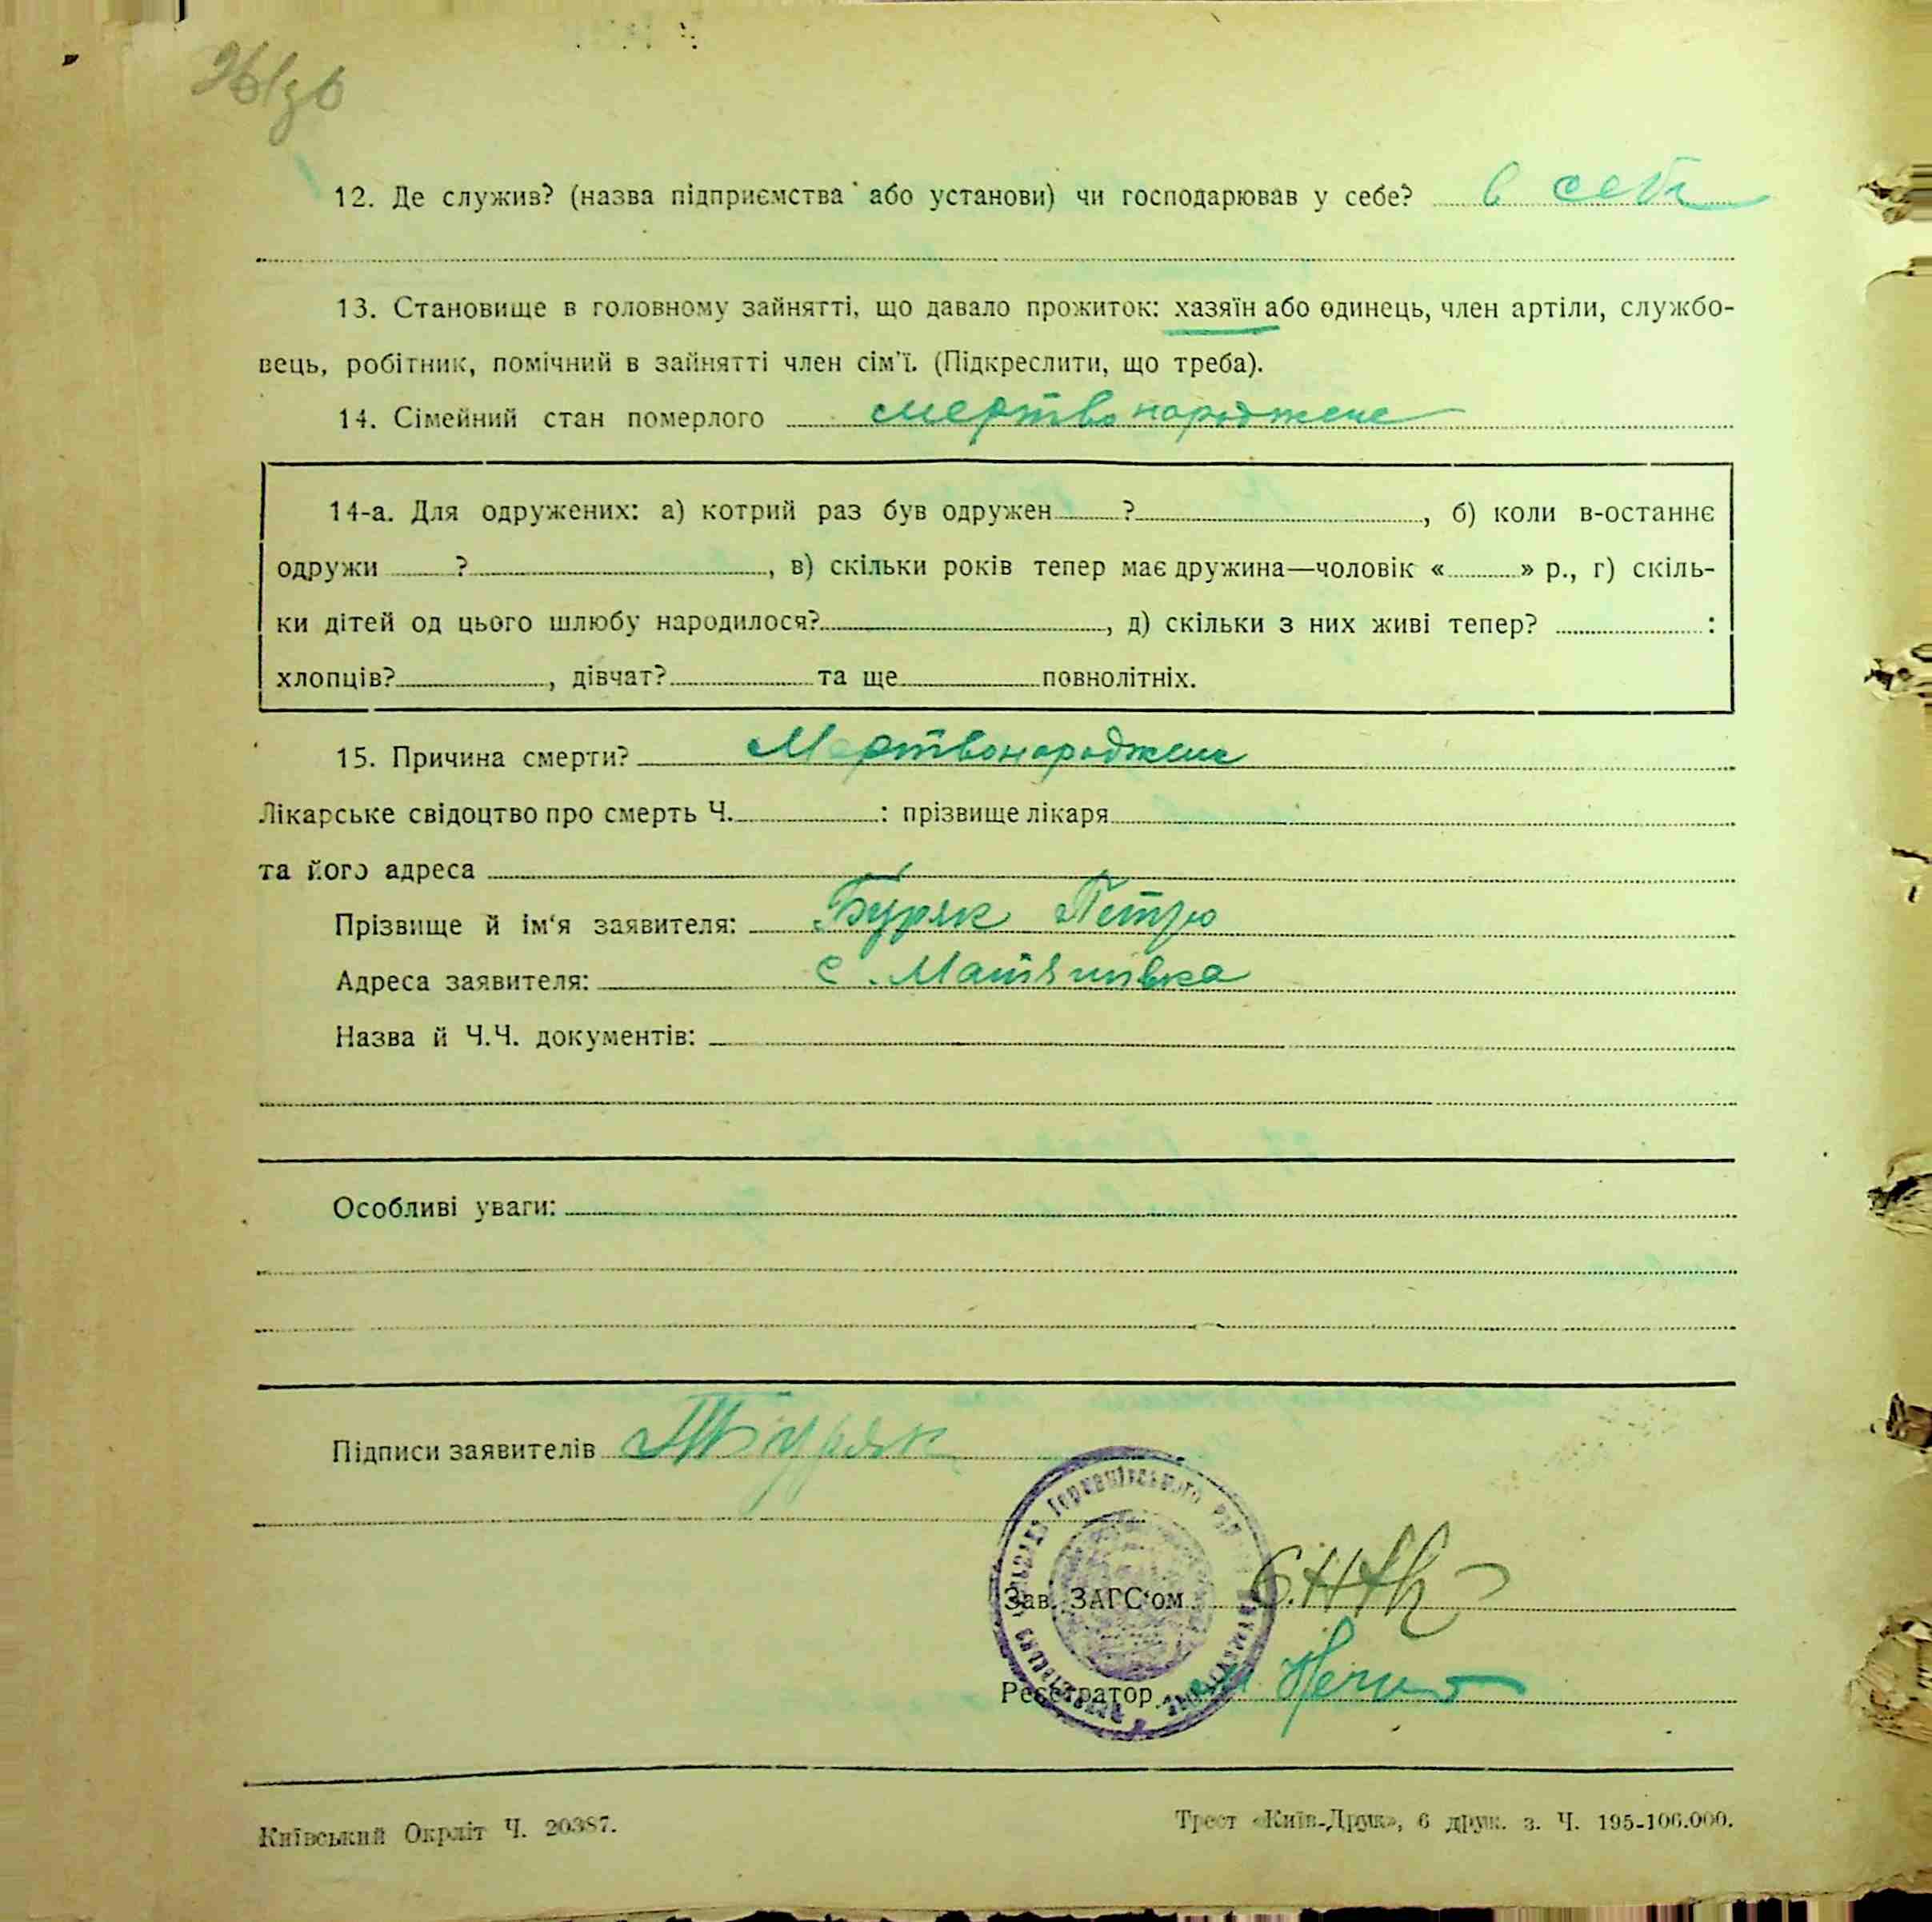 12. Де служив? (назва підприємства або установи) чи господарював у себе? в себе
13. Становище в головному зайнятті, що давало прожиток: хазяїн або одинець, член артіли, службо-
вець, робітник, помічний в зайнятті член сім'ї. (Підкреслити, що треба).
14. Сімейний стан померлого мертвонароджене
14-а. Для одружених: а) котрий раз був одружен ?, б) коли в-останнє
одружи ?, в) скільки років тепер має дружина—чоловік « » р., г) скіль-
ки дітей од цього шлюбу народилося?, д) скільки з них живі тепер? :
хлопців?, дівчат? та ще повнолітніх.
15. Причина смерти? Мертвонароджене
Лікарське свідоцтво про смерть Ч. : прізвище лікаря
та його адреса
Прізвище й ім'я заявителя: Буряк Петро
Адреса заявителя: с. Матяшівка
Назва й Ч.Ч. документів:
Особливі уваги:
Підписи заявителів Буряк
Зав. ЗАГС'ом
Реєстратор
Київський Окрліт Ч. 20387.
Трест «Київ-Друк», 6 друк. з. Ч. 195-106.000.